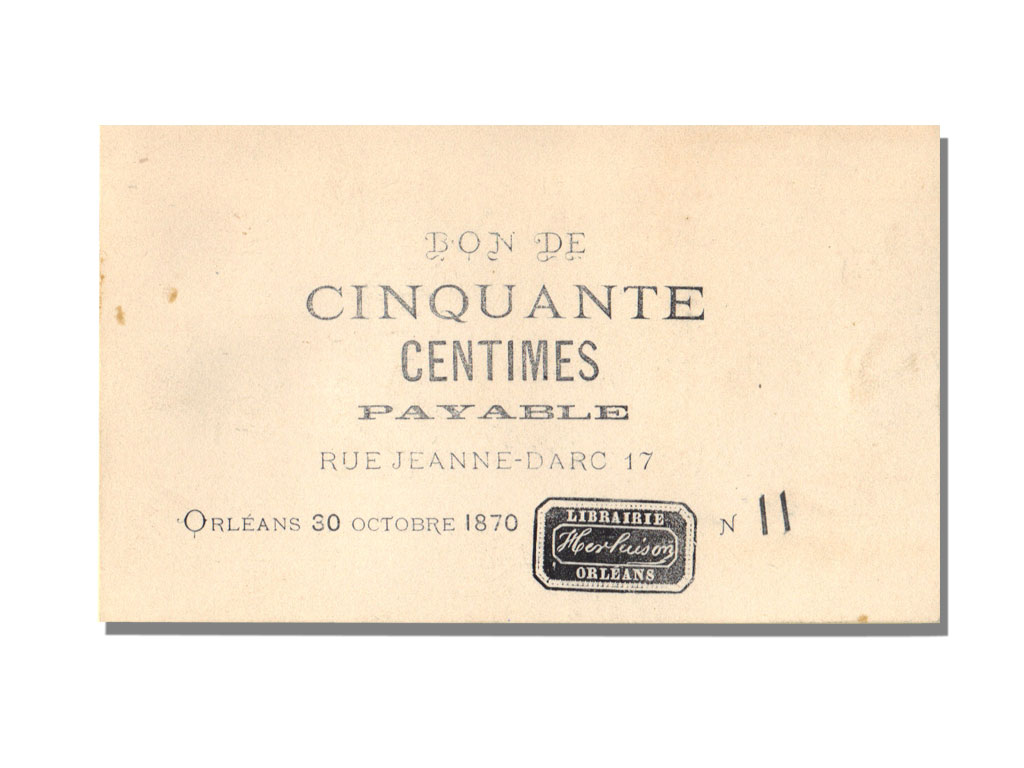 BON DE
CINQUANTE
CENTIMES
PAYABLE
RUE JEANNE-DARC 17
ORLÉANS 30 OCTOBRE 1870
LIBRAIRIE
Herluison
ORLÉANS
N 11